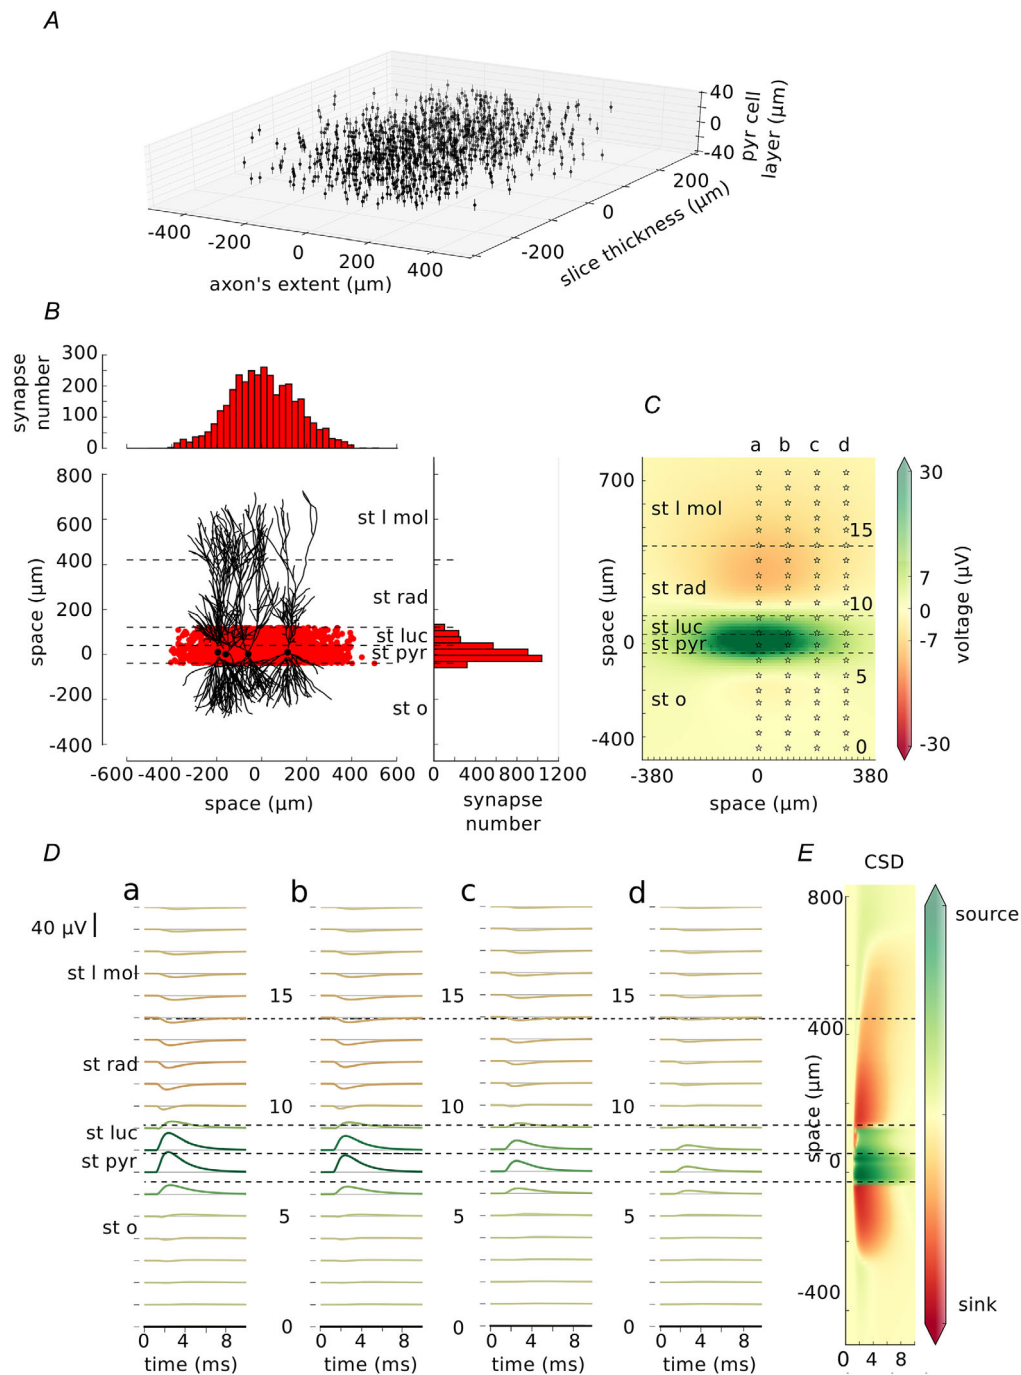 A
40
0
-40
pyr cell
layer (µm)
200
0
-200
slice thickness (µm)
-400
-200
0
200
400
axon's extent (µm)
B
synapse
number
300
200
100
0
800
600
400
200
0
-200
-400
space (µm)
st l mol
st rad
st luc
st pyr
st o
-600
-400
-200
0
200
400
600
space (µm)
0
400
800
1200
synapse
number
C
a b c d
700
0
-400
space (µm)
st l mol
st rad
st luc
st pyr
st o
15
10
5
0
-380
0
380
space (µm)
30
7
0
-7
-30
voltage (µV)
D
a
b
c
d
40 µV
st l mol
st rad
st luc
st pyr
st o
15
10
5
0
15
10
5
0
15
10
5
0
0 4 8
time (ms)
0 4 8
time (ms)
0 4 8
time (ms)
0 4 8
time (ms)
E
CSD
800
400
0
-400
space (µm)
source
sink
0 4 8